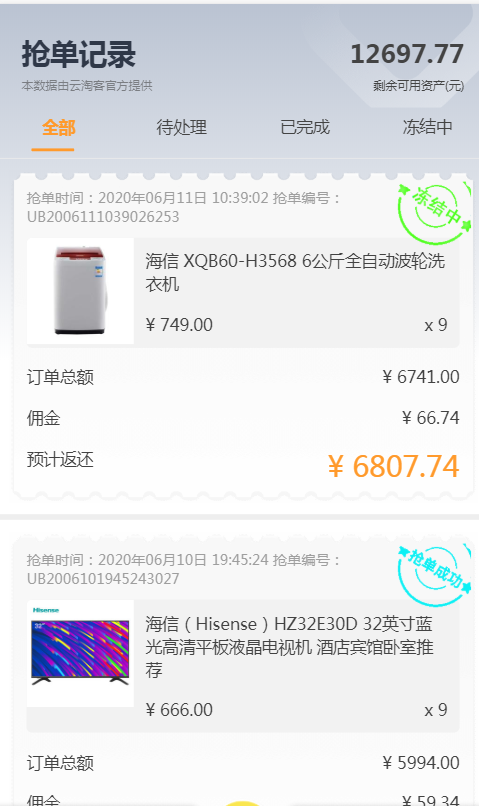 抢单记录
12697.77
本数据由云淘客官方提供
剩余可用资产(元)
全部
待处理
已完成
冻结中
抢单时间：2020年06月11日 10:39:02 抢单编号：
UB2006111039026253
冻结中
海信 XQB60-H3568 6公斤全自动波轮洗
衣机
¥ 749.00
x 9
订单总额
¥ 6741.00
佣金
¥ 66.74
预计返还
¥ 6807.74
抢单时间：2020年06月10日 19:45:24 抢单编号：
UB2006101945243027
抢单成功
Hisense
32"
海信（Hisense）HZ32E30D 32英寸蓝
光高清平板液晶电视机 酒店宾馆卧室推
荐
¥ 666.00
x 9
订单总额
¥ 5994.00
佣金
¥ 59.34